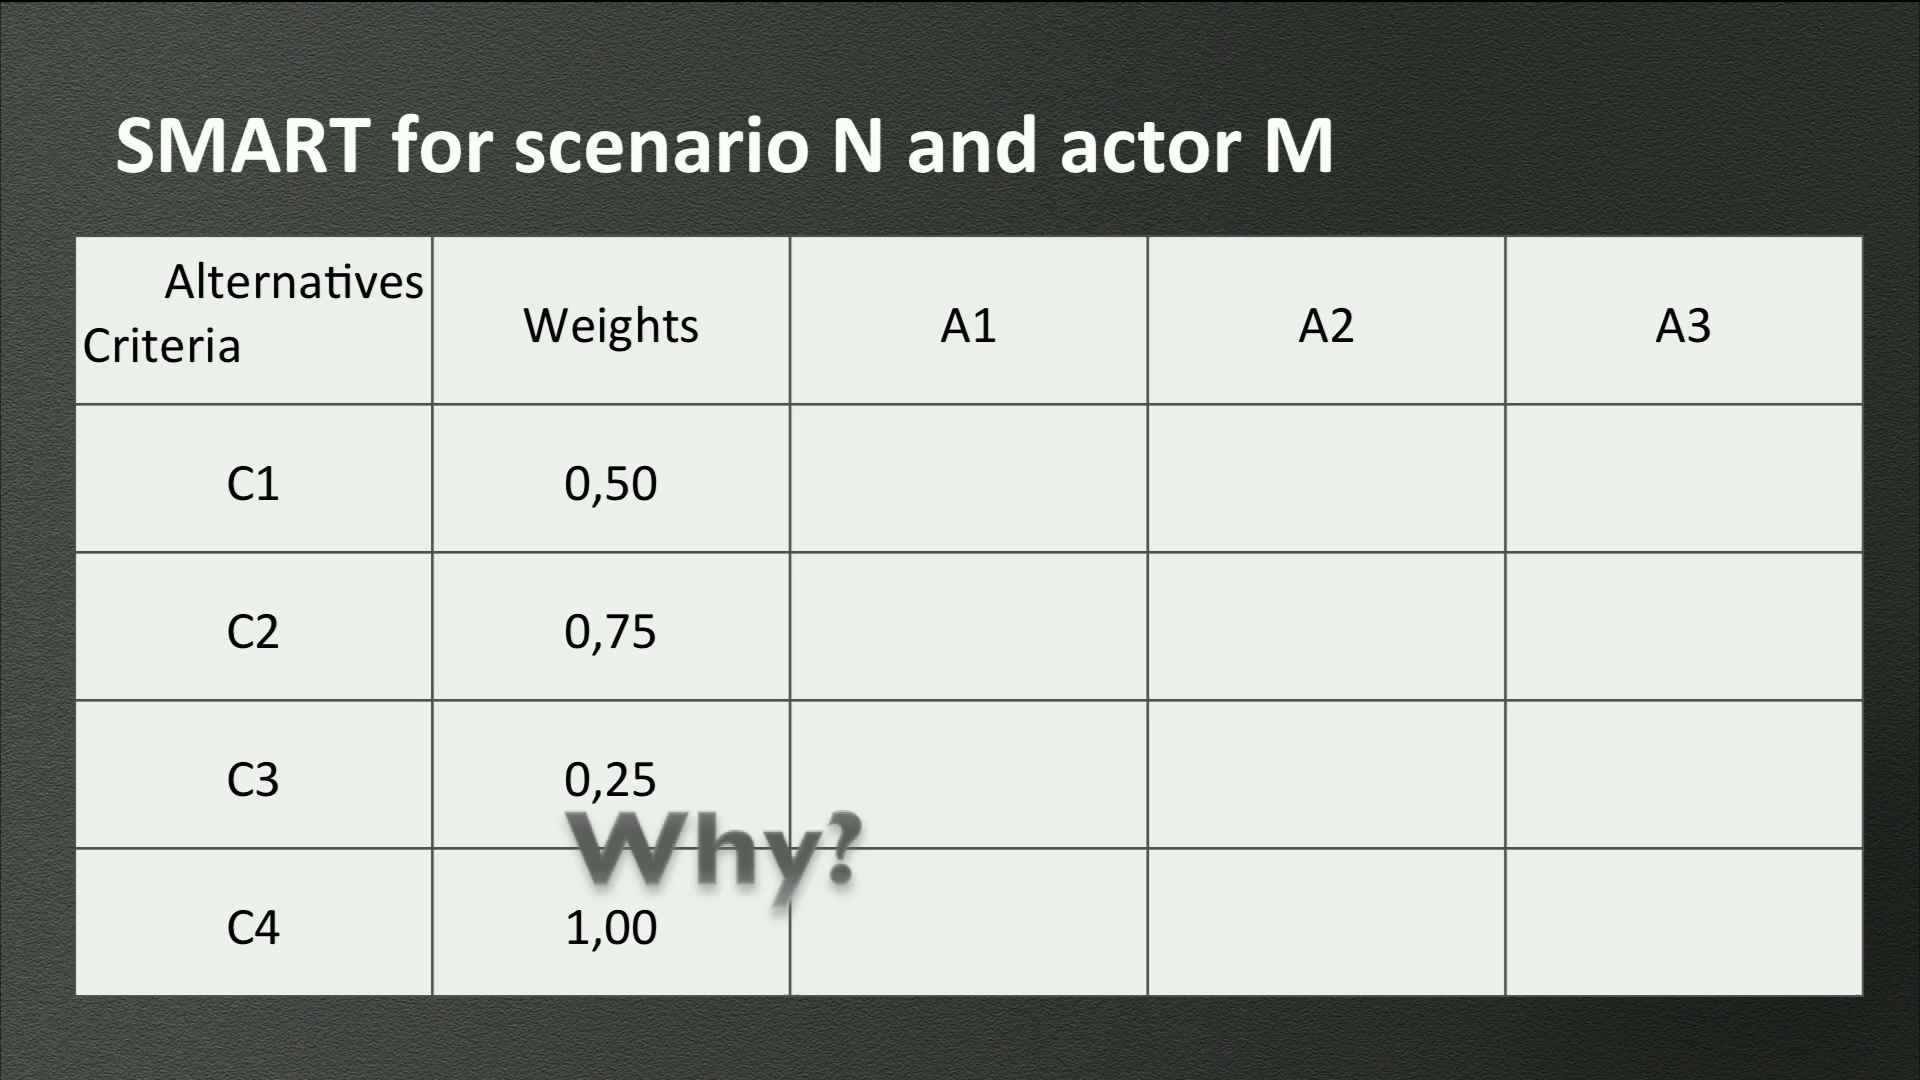 SMART for scenario N and actor M
Alternatives
Criteria
Weights
A1
A2
A3
C1
0,50
C2
0,75
C3
0,25
Why?
C4
1,00